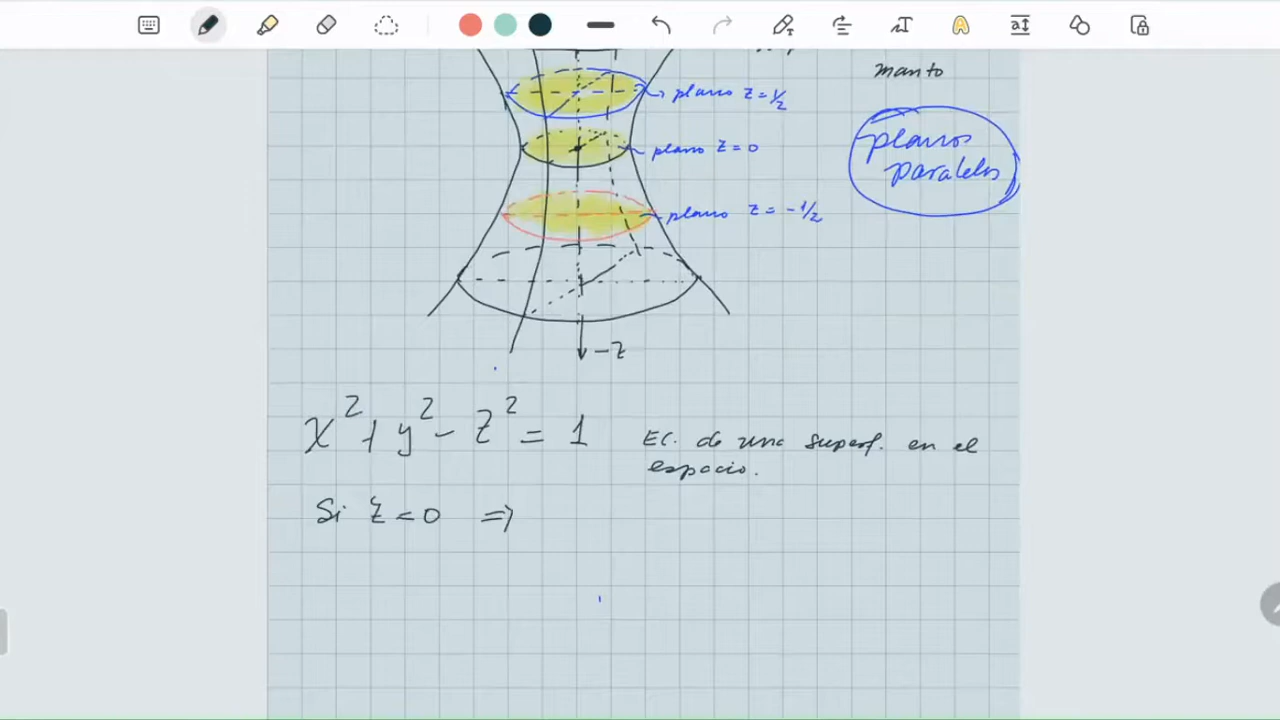 manto
plano z = 1/2
plano z = 0
planos
paralelos
plano z = -1/2
-z
x² + y² - z² = 1
Ec. de una superf. en el
espacio.
Si z = 0 ⇒